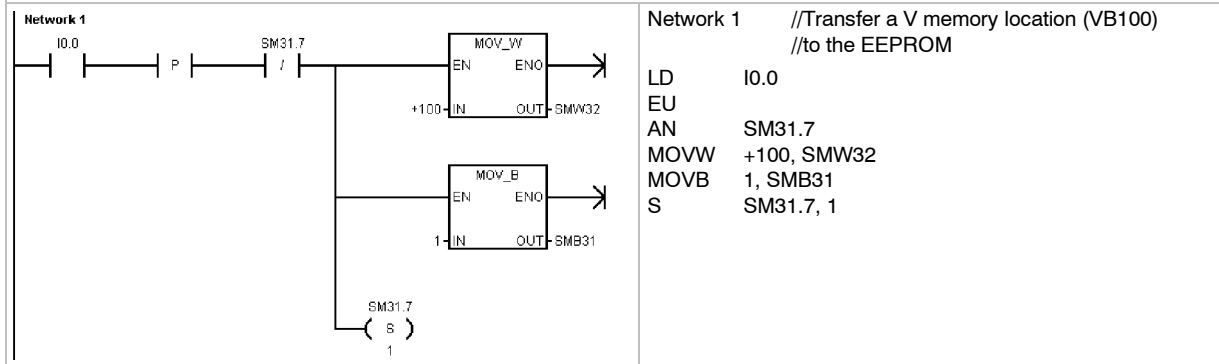 Network 1
I0.0
P
SM31.7
/
MOV_W
EN ENO
+100 IN OUT SMW32
MOV_B
EN ENO
1 IN OUT SMB31
SM31.7
S
1
Network 1 //Transfer a V memory location (VB100)
//to the EEPROM
LD I0.0
EU
AN SM31.7
MOVW +100, SMW32
MOVB 1, SMB31
S SM31.7, 1